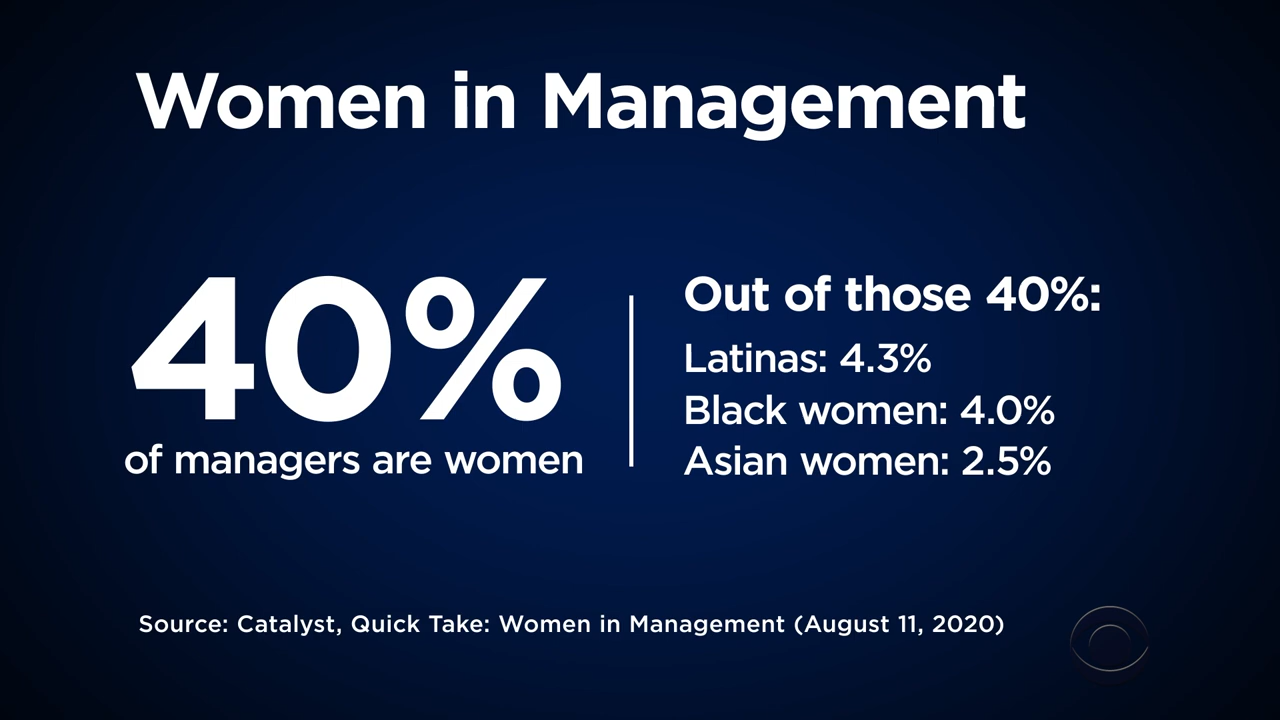 Women in Management
40%
of managers are women
Out of those 40%:
Latinas: 4.3%
Black women: 4.0%
Asian women: 2.5%
Source: Catalyst, Quick Take: Women in Management (August 11, 2020)